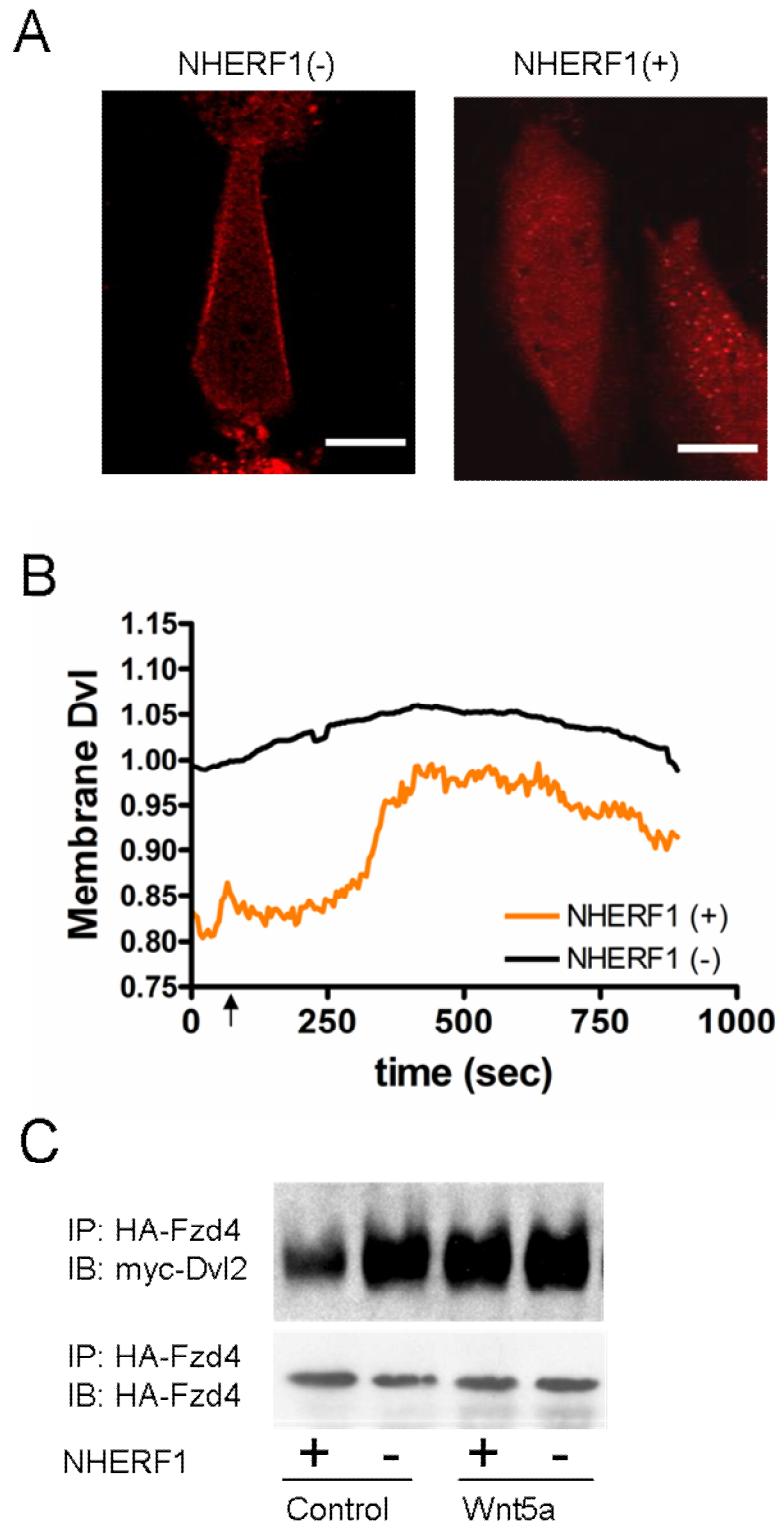 A
NHERF1(-) NHERF1(+)
B
Membrane Dvl
1.15
1.10
1.05
1.00
0.95
0.90
0.85
0.80
0.75
NHERF1 (+)
NHERF1 (-)
0 250 500 750 1000
time (sec)
C
IP: HA-Fzd4
IB: myc-Dvl2
IP: HA-Fzd4
IB: HA-Fzd4
NHERF1 + - + -
Control Wnt5a